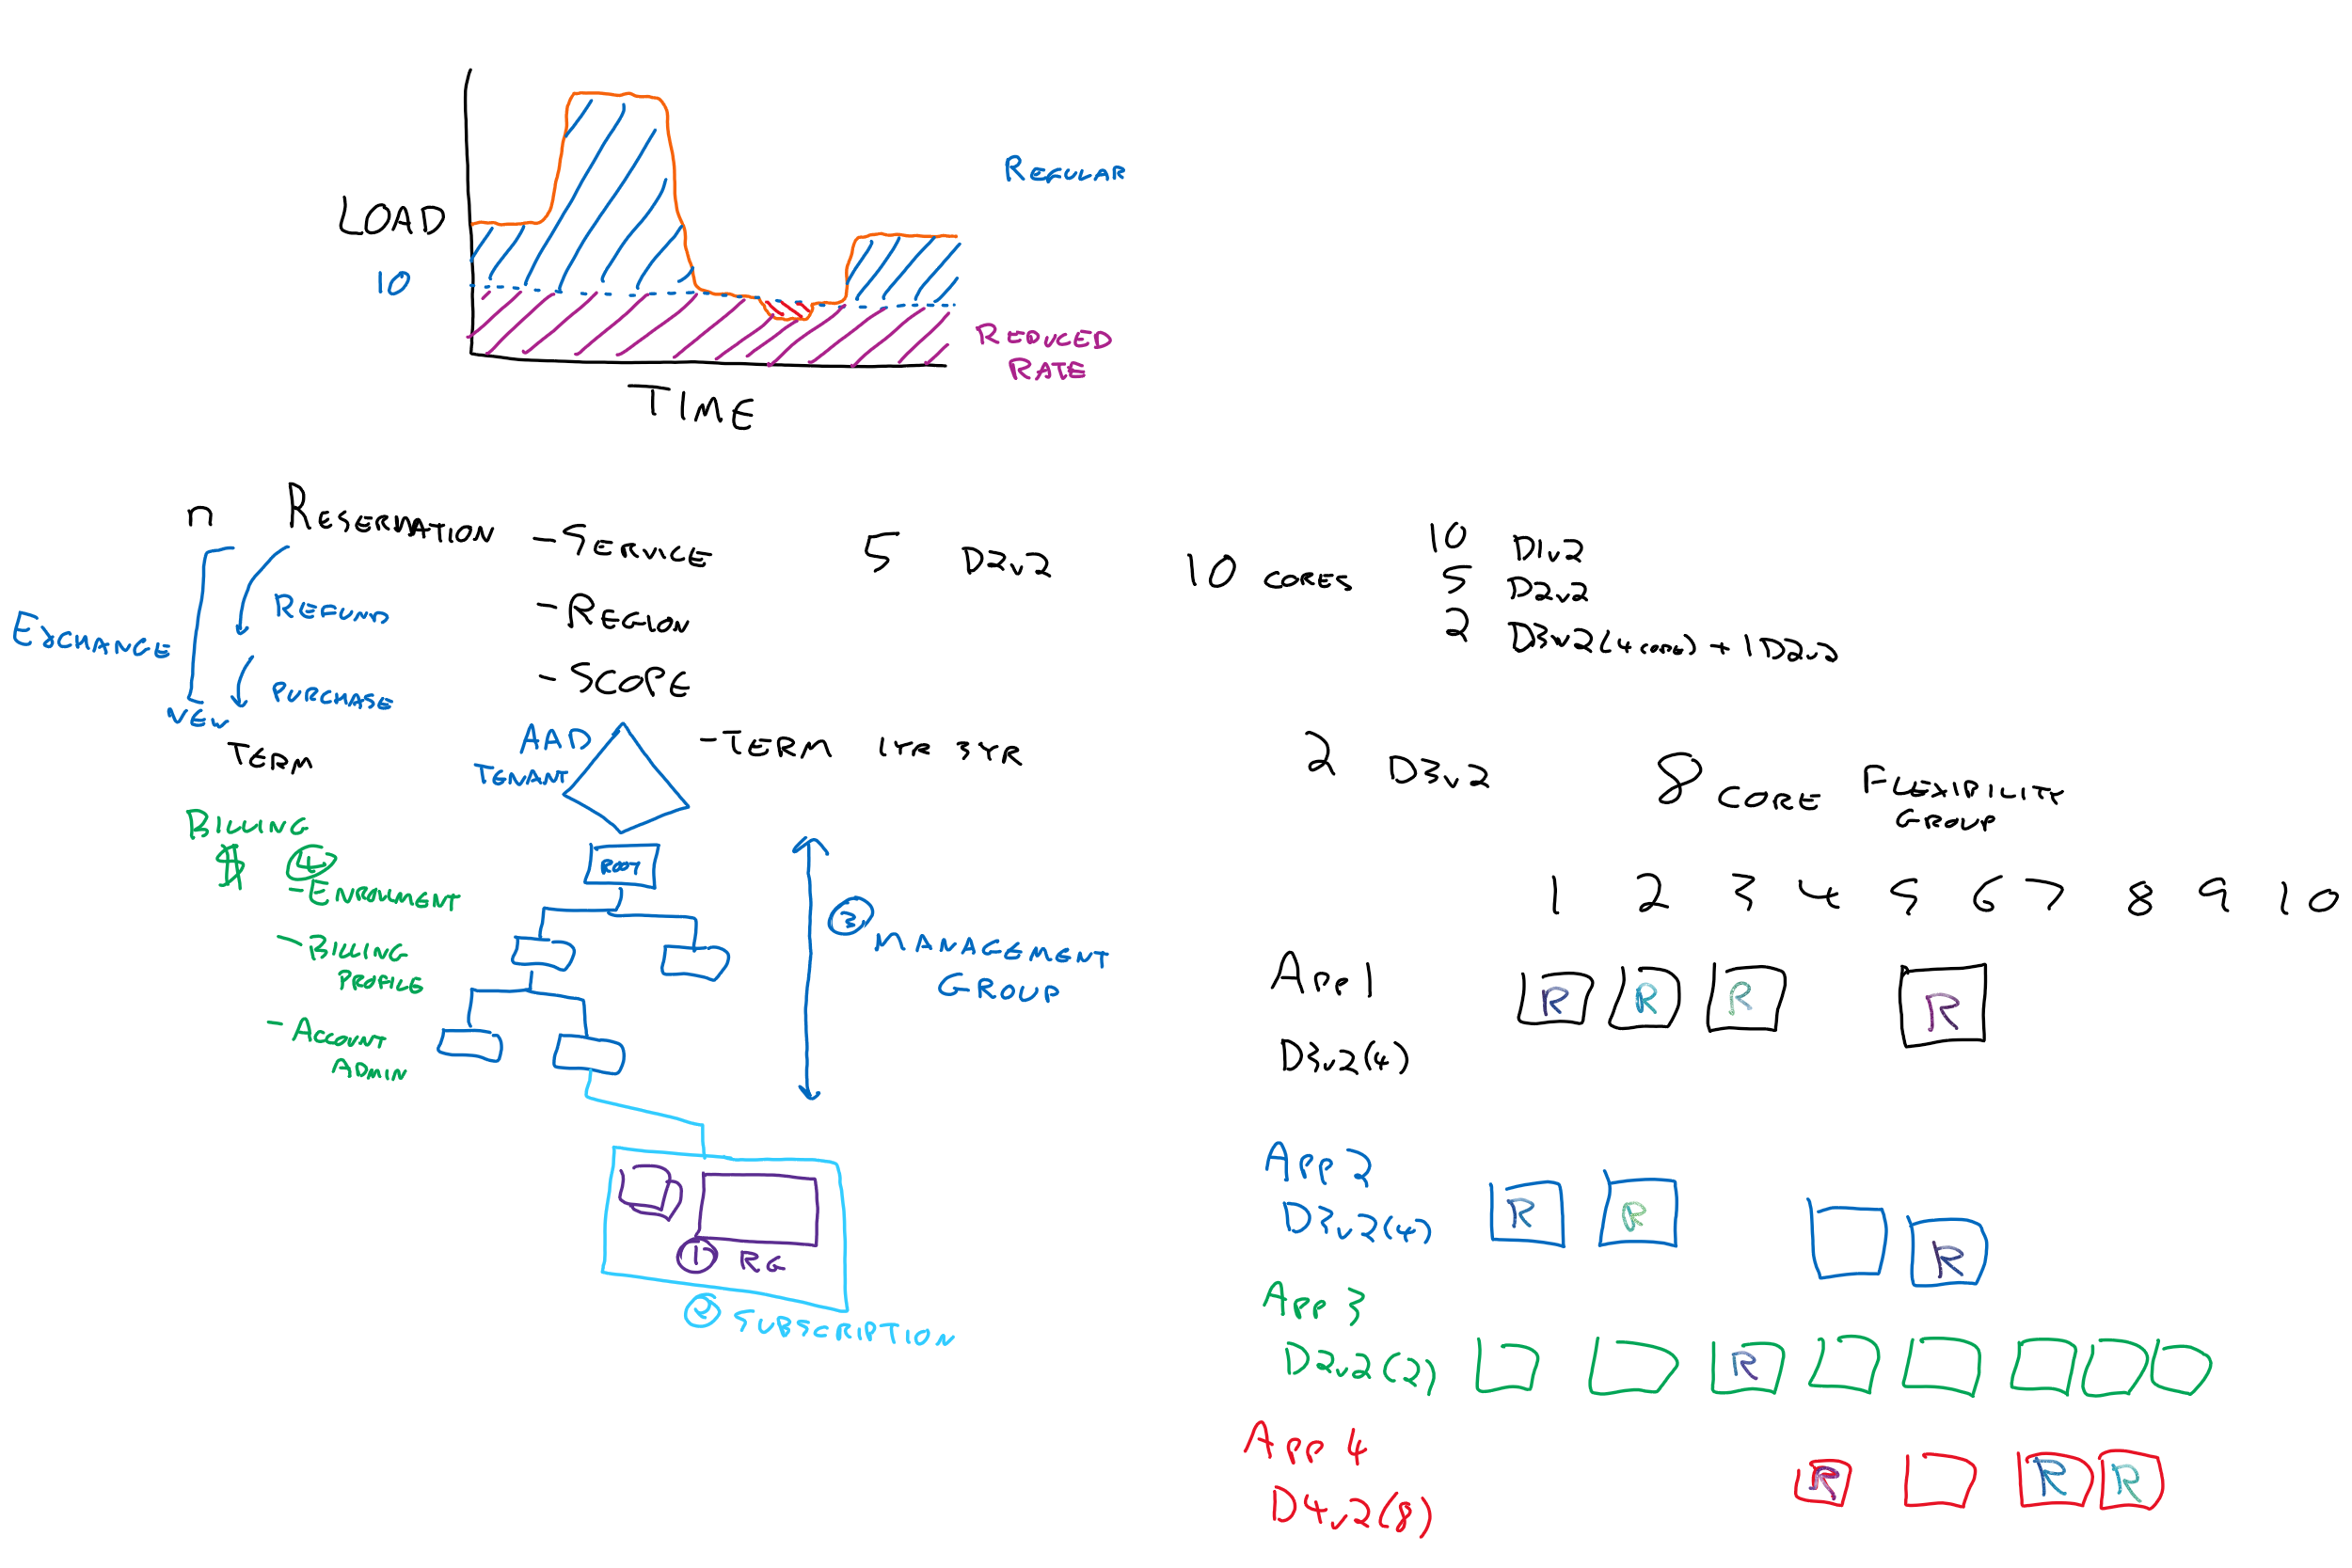 REGULAR
LOAD
10
REDUCED
RATE
TIME
n RESERVATION
- SERVICE
5 D2v2
10 CORES
10 D1v2
5 D2v2
2 D3v2(4 CORE) + 1 D2v2
EXCHANGE
REFUND
PURCHASE
NEW
TERM
- REGION
- SCOPE
- TERM 1YR 3YR
AAD
TENANT
2 D3v2
8 CORE FLEXIBILITY
GROUP
BILLING
$ 4
- ENROLLMENT
- BILLING
PROFILE
- ACCOUNT
ADMIN
ROOT
3 MANAGEMENT
GROUP
1 RG
2 SUBSCRIPTION
1 2 3 4 5 6 7 8 9 10
App 1
D3v2(4)
R R R R
App 2
D3v2(4)
R R R
App 3
D2v2(2)
R
App 4
D4v2(8)
R R R